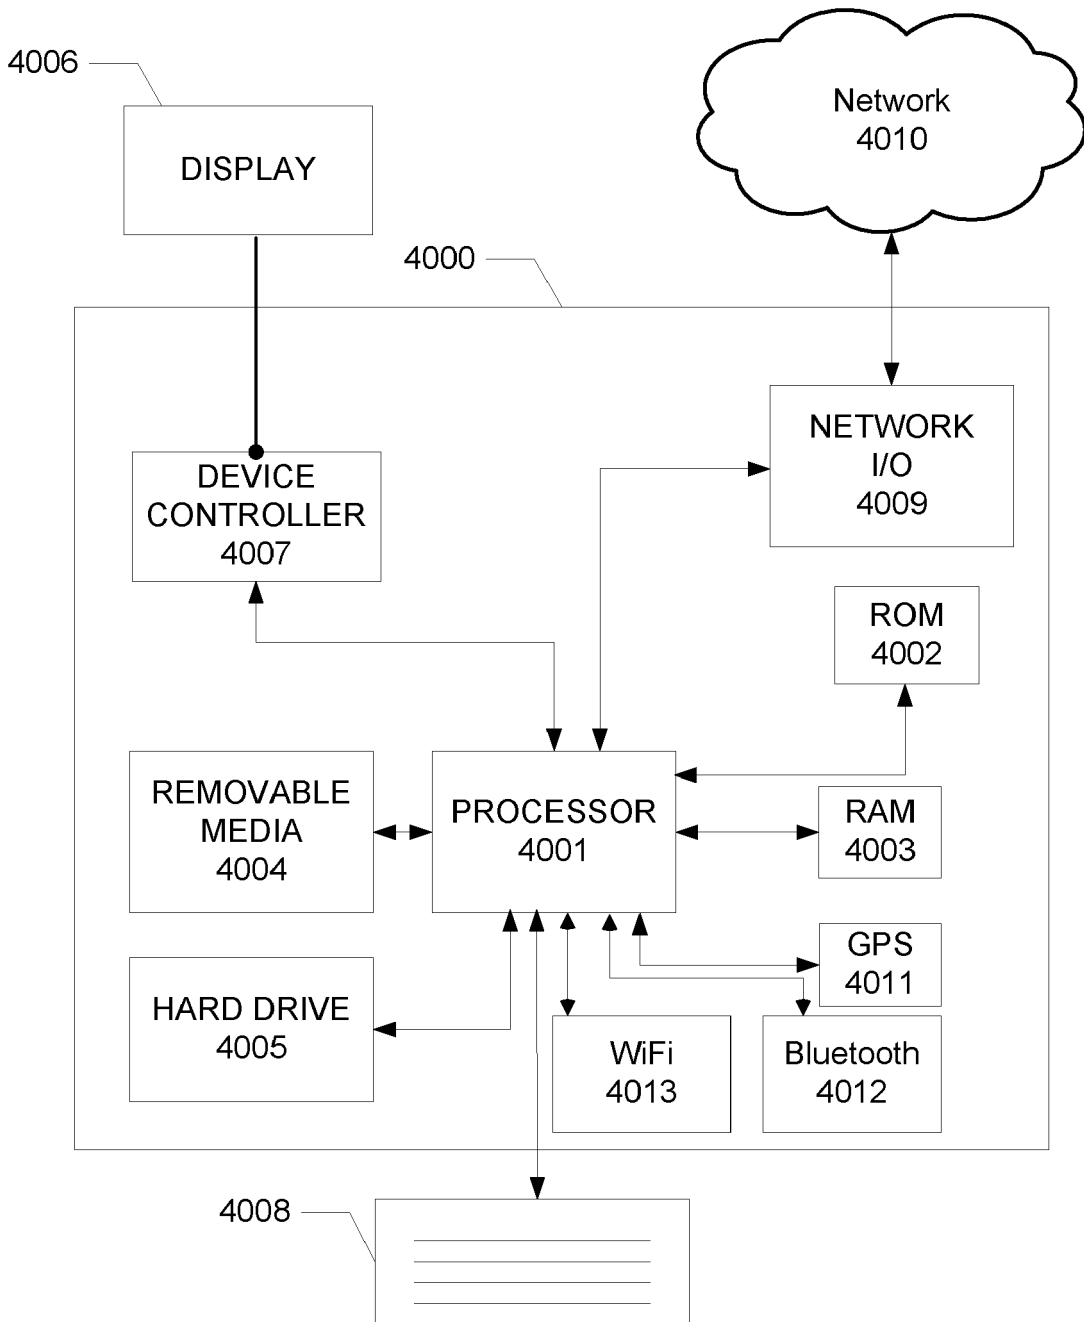 4006
DISPLAY
Network
4010
4000
NETWORK
I/O
4009
DEVICE
CONTROLLER
4007
ROM
4002
REMOVABLE
MEDIA
4004
PROCESSOR
4001
RAM
4003
GPS
4011
HARD DRIVE
4005
WiFi
4013
Bluetooth
4012
4008